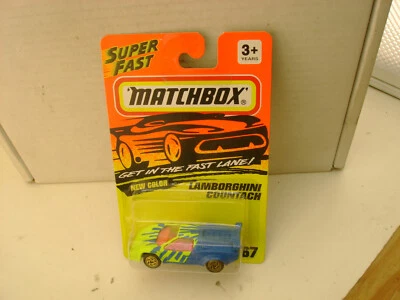 SUPER
FAST
3+
YEARS
MATCHBOX
GET IN THE FAST LANE!
NEW COLOR
LAMBORGHINI
COUNTACH
67